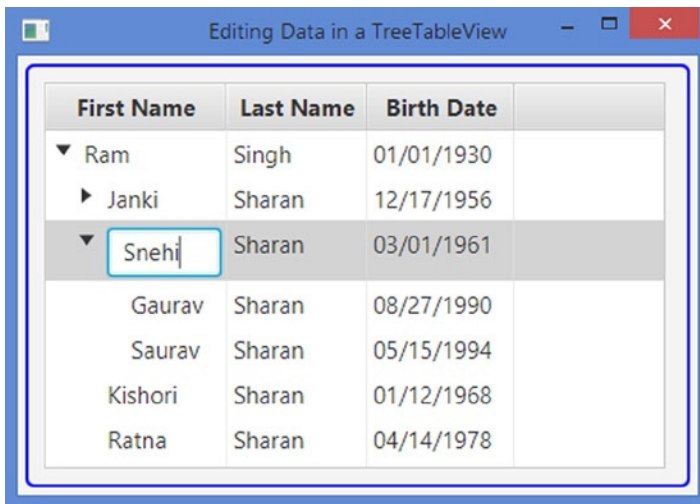 Editing Data in a TreeTableView
First Name Last Name Birth Date
Ram Singh 01/01/1930
Janki Sharan 12/17/1956
Snehi Sharan 03/01/1961
Gaurav Sharan 08/27/1990
Saurav Sharan 05/15/1994
Kishori Sharan 01/12/1968
Ratna Sharan 04/14/1978